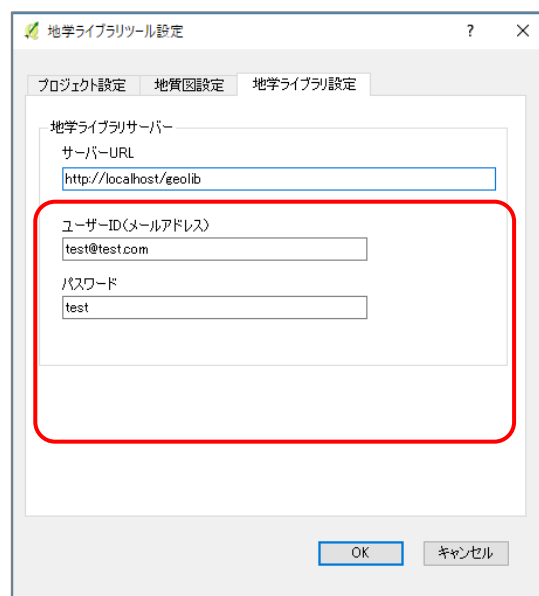 地学ライブラリツール設定 ? ×
プロジェクト設定 地質図設定 地学ライブラリ設定
地学ライブラリサーバー
サーバーURL
http://localhost/geolib
ユーザーID(メールアドレス)
test@test.com
パスワード
test
OK キャンセル